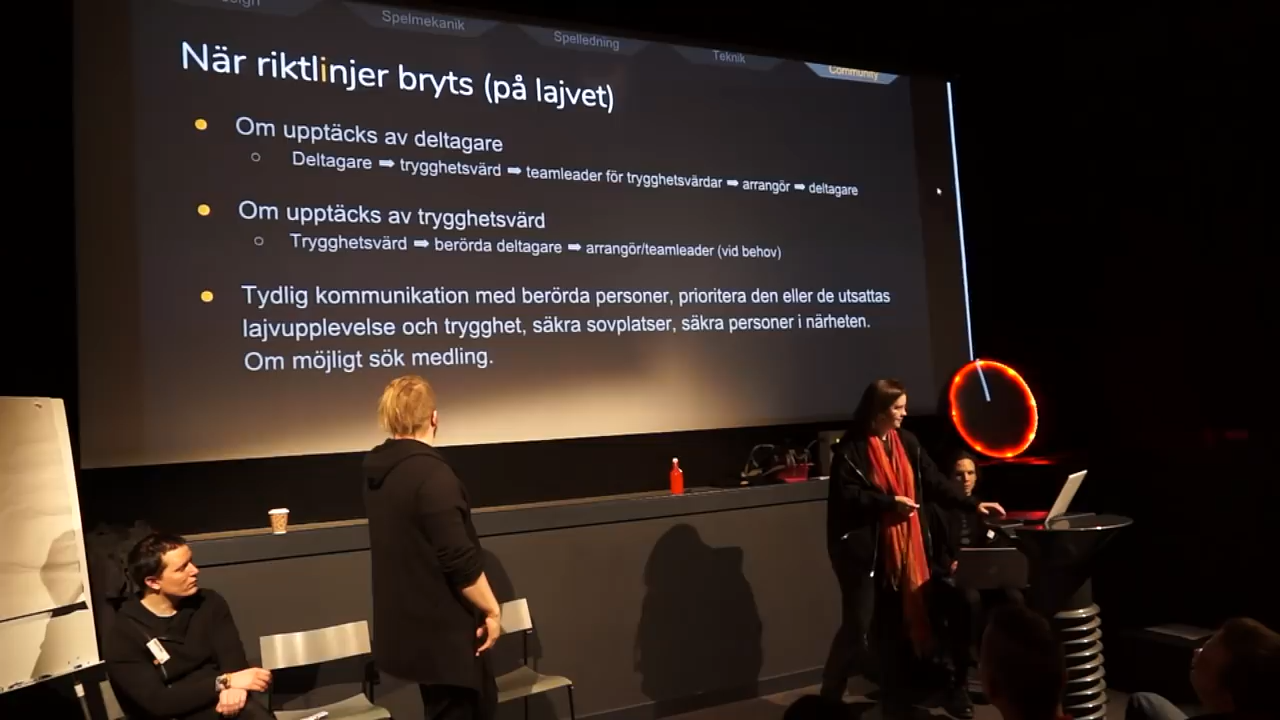 Spelmekanik
Spelledning
Teknik
Community
När riktlinjer bryts (på lajvet)
Om upptäcks av deltagare
Deltagare ➡ trygghetsvärd ➡ teamleader för trygghetsvärdar ➡ arrangör ➡ deltagare
Om upptäcks av trygghetsvärd
Trygghetsvärd ➡ berörda deltagare ➡ arrangör/teamleader (vid behov)
Tydlig kommunikation med berörda personer, prioritera den eller de utsattas
lajvupplevelse och trygghet, säkra sovplatser, säkra personer i närheten.
Om möjligt sök medling.